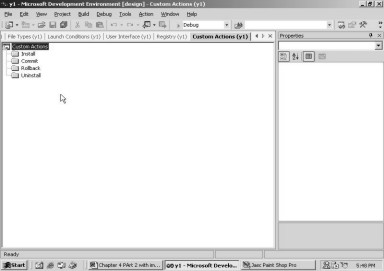 y1 - Microsoft Development Environment [design] - Custom Actions (y1)
File Edit View Project Build Debug Tools Action Window Help
Debug
File Types (y1) Launch Conditions (y1) User Interface (y1) Registry (y1) Custom Actions (y1)
Properties
Custom Actions
Install
Commit
Rollback
Uninstall
Ready
Start
Chapter 4 PArt 2 with im...
y1 - Microsoft Develo...
Jasc Paint Shop Pro
5:49 PM